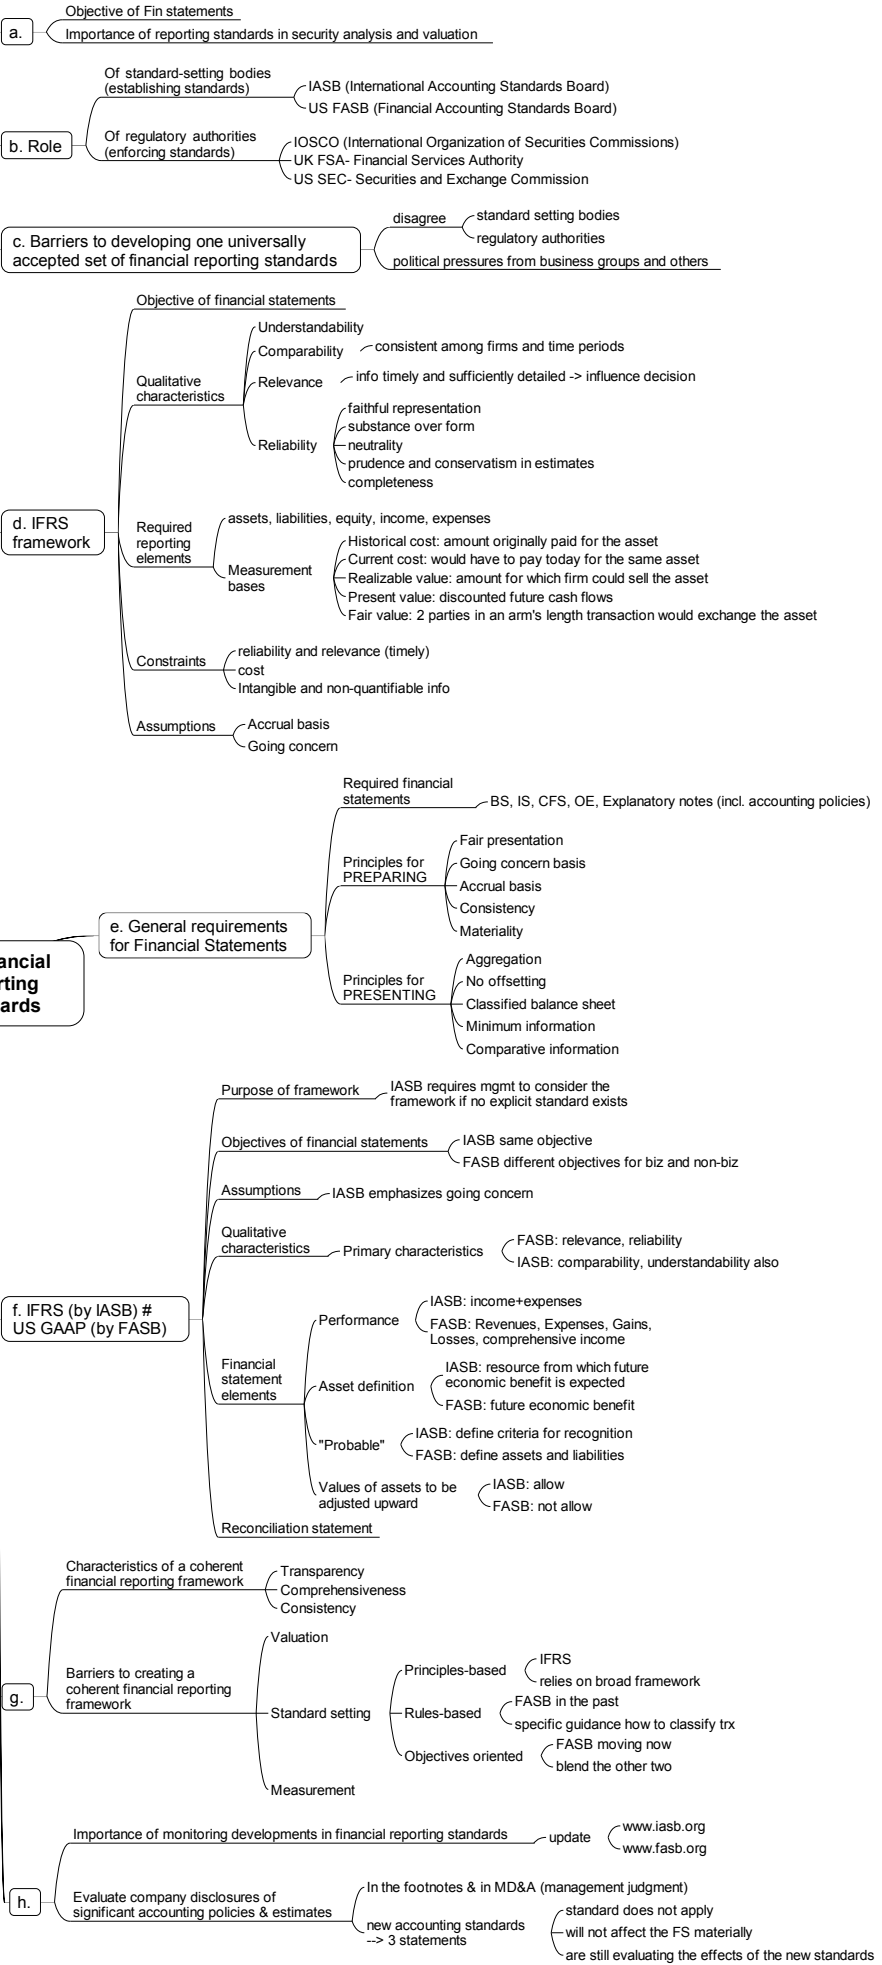 a.
Objective of Fin statements
Importance of reporting standards in security analysis and valuation
b. Role
Of standard-setting bodies
(establishing standards)
IASB (International Accounting Standards Board)
US FASB (Financial Accounting Standards Board)
Of regulatory authorities
(enforcing standards)
IOSCO (International Organization of Securities Commissions)
UK FSA- Financial Services Authority
US SEC- Securities and Exchange Commission
c. Barriers to developing one universally
accepted set of financial reporting standards
disagree
standard setting bodies
regulatory authorities
political pressures from business groups and others
d. IFRS
framework
Objective of financial statements
Qualitative
characteristics
Understandability
Comparability
consistent among firms and time periods
Relevance
info timely and sufficiently detailed -> influence decision
Reliability
faithful representation
substance over form
neutrality
prudence and conservatism in estimates
completeness
Required
reporting
elements
assets, liabilities, equity, income, expenses
Measurement
bases
Historical cost: amount originally paid for the asset
Current cost: would have to pay today for the same asset
Realizable value: amount for which firm could sell the asset
Present value: discounted future cash flows
Fair value: 2 parties in an arm's length transaction would exchange the asset
Constraints
reliability and relevance (timely)
cost
Intangible and non-quantifiable info
Assumptions
Accrual basis
Going concern
ancial
rting
ards
e. General requirements
for Financial Statements
Required financial
statements
BS, IS, CFS, OE, Explanatory notes (incl. accounting policies)
Principles for
PREPARING
Fair presentation
Going concern basis
Accrual basis
Consistency
Materiality
Principles for
PRESENTING
Aggregation
No offsetting
Classified balance sheet
Minimum information
Comparative information
f. IFRS (by IASB) #
US GAAP (by FASB)
Purpose of framework
IASB requires mgmt to consider the
framework if no explicit standard exists
Objectives of financial statements
IASB same objective
FASB different objectives for biz and non-biz
Assumptions
IASB emphasizes going concern
Qualitative
characteristics
Primary characteristics
FASB: relevance, reliability
IASB: comparability, understandability also
Financial
statement
elements
Performance
IASB: income+expenses
FASB: Revenues, Expenses, Gains,
Losses, comprehensive income
Asset definition
IASB: resource from which future
economic benefit is expected
FASB: future economic benefit
"Probable"
IASB: define criteria for recognition
FASB: define assets and liabilities
Values of assets to be
adjusted upward
IASB: allow
FASB: not allow
Reconciliation statement
g.
Characteristics of a coherent
financial reporting framework
Transparency
Comprehensiveness
Consistency
Barriers to creating a
coherent financial reporting
framework
Valuation
Standard setting
Principles-based
IFRS
relies on broad framework
Rules-based
FASB in the past
specific guidance how to classify trx
Objectives oriented
FASB moving now
blend the other two
Measurement
h.
Importance of monitoring developments in financial reporting standards
update
www.iasb.org
www.fasb.org
Evaluate company disclosures of
significant accounting policies & estimates
In the footnotes & in MD&A (management judgment)
new accounting standards
--> 3 statements
standard does not apply
will not affect the FS materially
are still evaluating the effects of the new standards